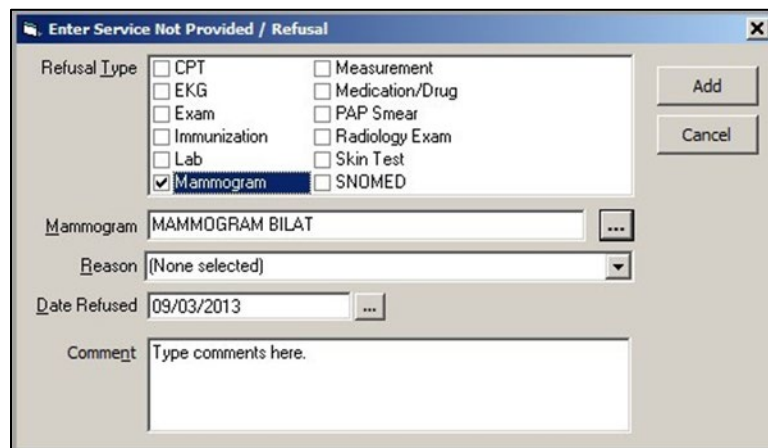 Enter Service Not Provided / Refusal
Refusal Type
CPT
Measurement
EKG
Medication/Drug
Exam
PAP Smear
Immunization
Radiology Exam
Lab
Skin Test
Mammogram
SNOMED
Add
Cancel
Mammogram MAMMOGRAM BILAT ...
Reason (None selected)
Date Refused 09/03/2013 ...
Comment Type comments here.